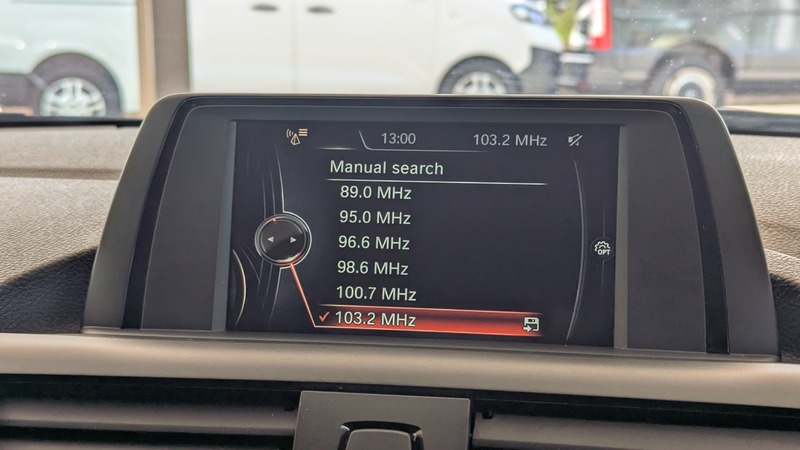 13:00 103.2 MHz
Manual search
89.0 MHz
95.0 MHz
96.6 MHz
98.6 MHz
OPT
100.7 MHz
103.2 MHz